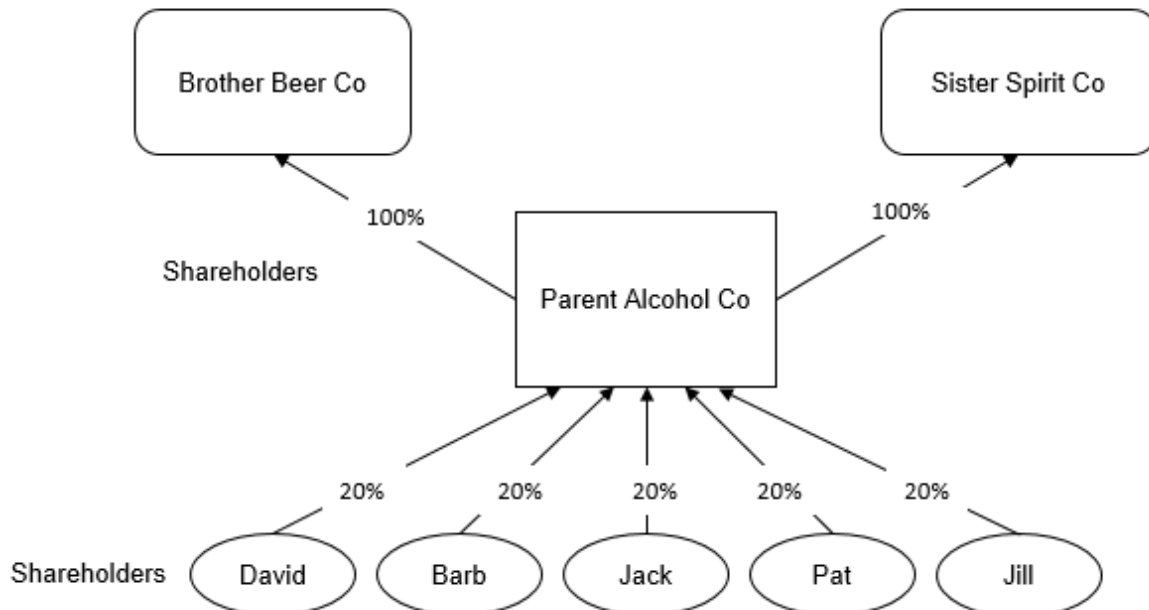 Brother Beer Co
Sister Spirit Co
100%
100%
Shareholders
Parent Alcohol Co
20%
20%
20%
20%
20%
Shareholders
David
Barb
Jack
Pat
Jill